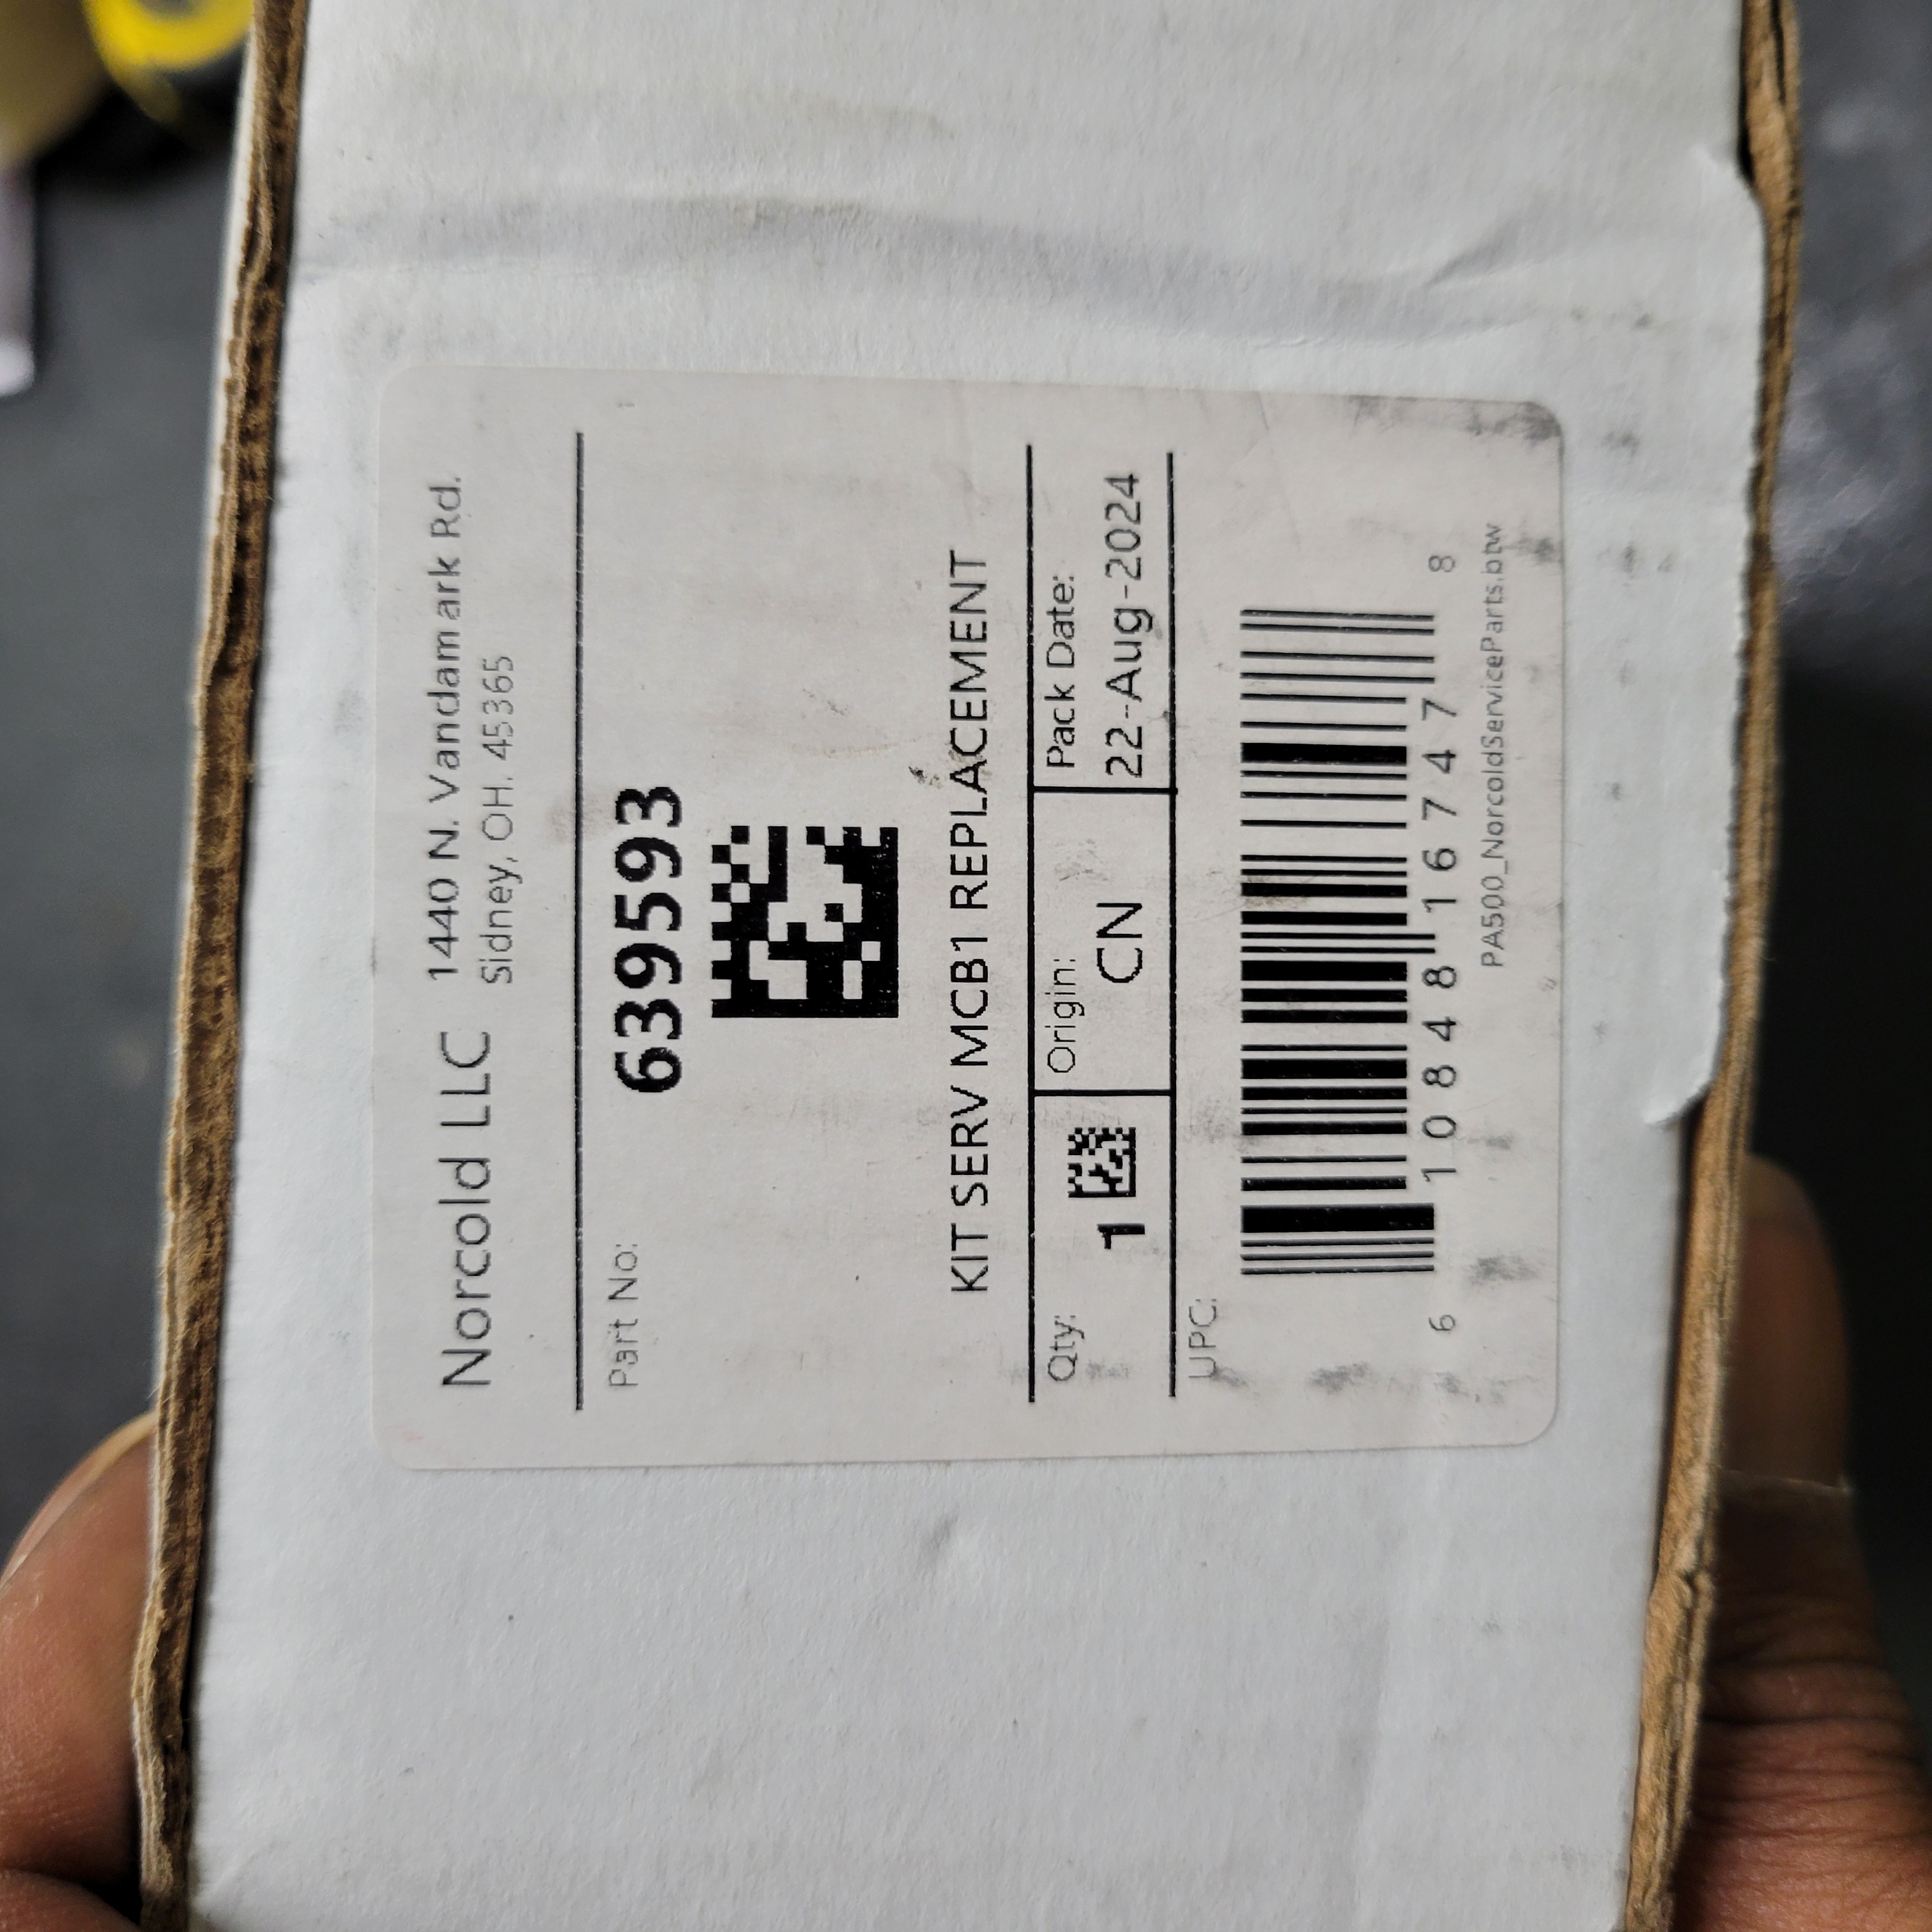 Norcold LLC
1440 N. Vandamark Rd.
Sidney, OH. 45365
Part No:
639593
KIT SERV MCB1 REPLACEMENT
Qty:
1
Origin:
CN
Pack Date:
22-Aug-2024
UPC:
6 10848 16747 8
PA500_NorcoldServiceParts.btw